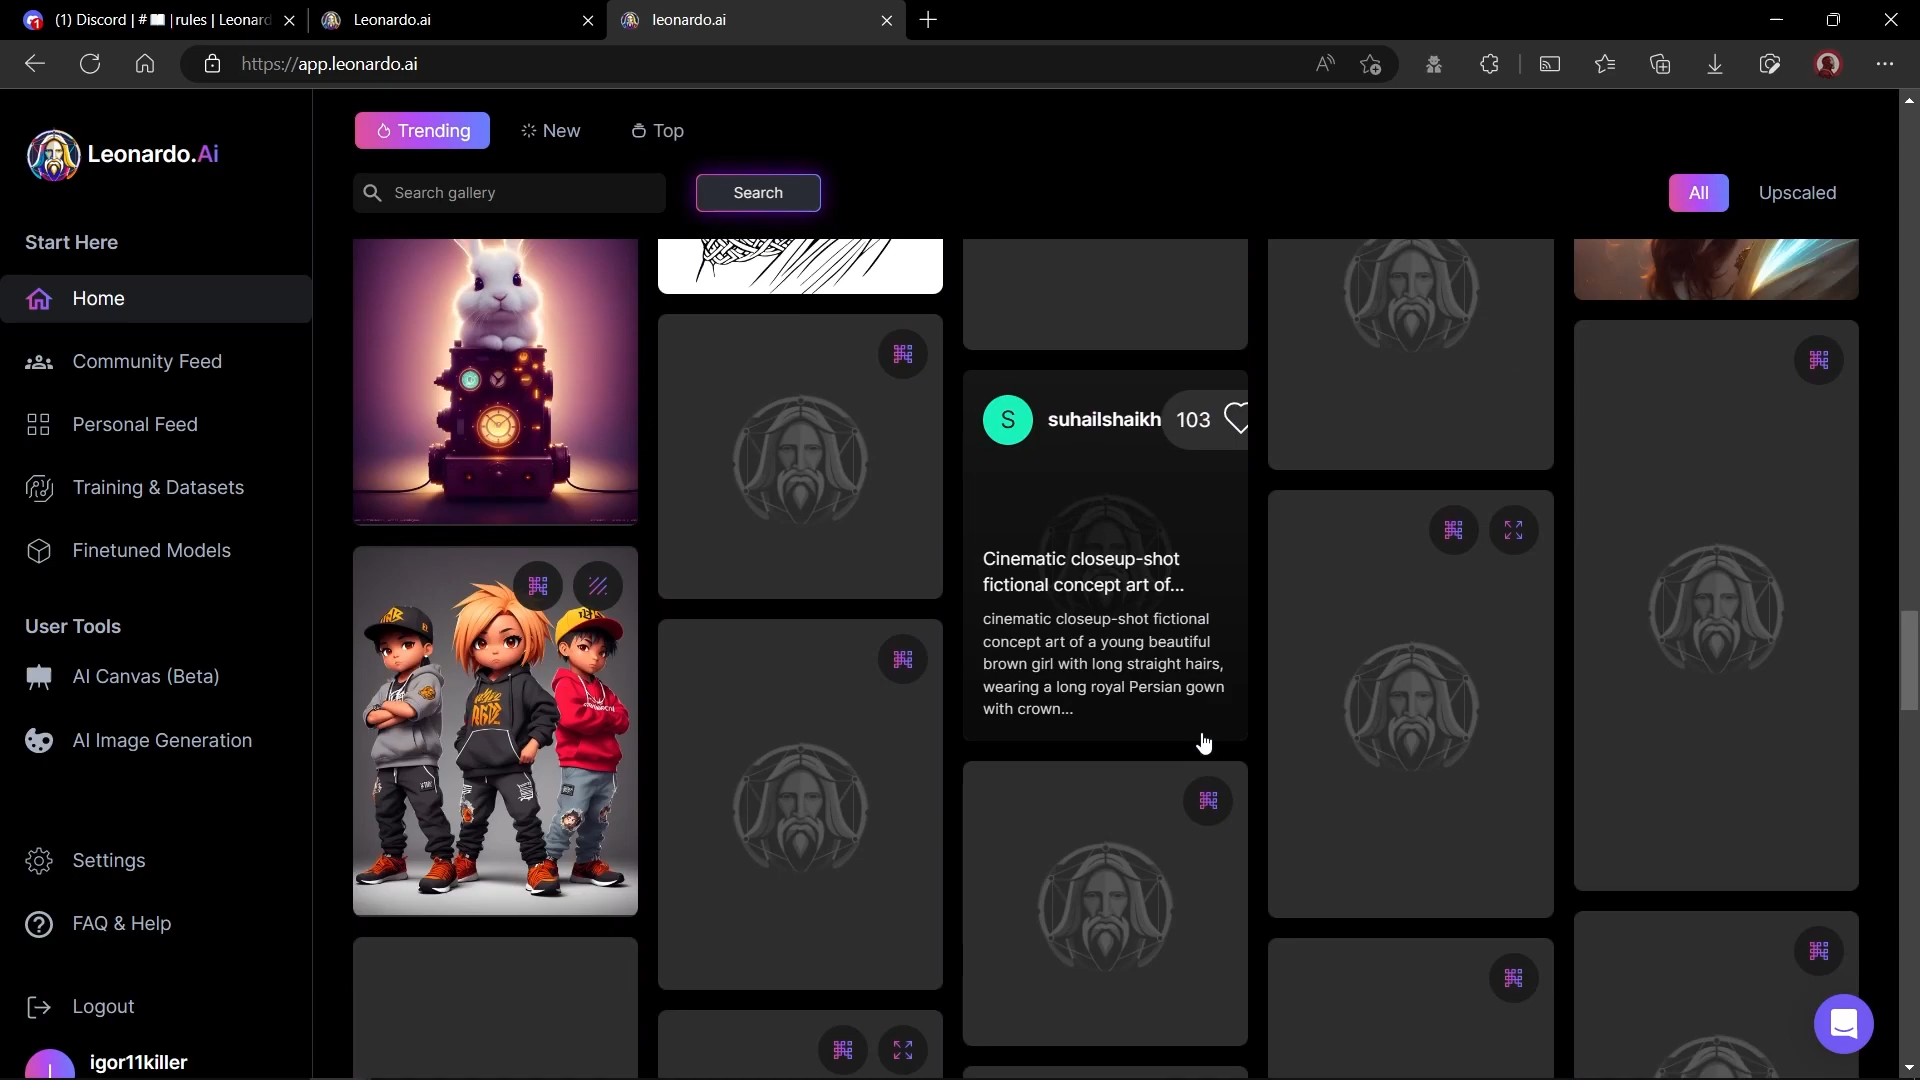 (1) Discord | # | rules | Leonard
Leonardo.ai
leonardo.ai
https://app.leonardo.ai
Leonardo.Ai
Trending
New
Top
Search gallery
Search
All
Upscaled
Start Here
Home
Community Feed
Personal Feed
Training & Datasets
Finetuned Models
User Tools
AI Canvas (Beta)
AI Image Generation
Settings
FAQ & Help
Logout
I
igor11killer
S
suhailshaikh
103
Cinematic closeup-shot
fictional concept art of...
cinematic closeup-shot fictional
concept art of a young beautiful
brown girl with long straight hairs,
wearing a long royal Persian gown
with crown...